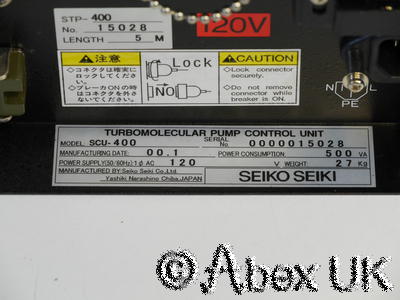 STP-400
No. 15028
LENGTH 5 M
120V
注意
コネクタは確実に
ロックしてください。
ブレーカONの時は
コネクタを外さ
ないでください。
Lock
NO
CAUTION
Lock connector
securely.
Do not remove
connector while
breaker is ON.
PE
TURBOMOLECULAR PUMP CONTROL UNIT
MODEL SCU-400 SERIAL No. 0000015028
MANUFACTURING DATE: 00.1 POWER CONSUMPTION: 500 VA
POWER SUPPLY(50/60Hz)1φ AC 120 V WEIGHT: 27 Kg
MANUFACTURED BY Seiko Seiki Co.,Ltd.
Yashiki Narashino Chiba, JAPAN
SEIKO SEIKI
© Abex UK